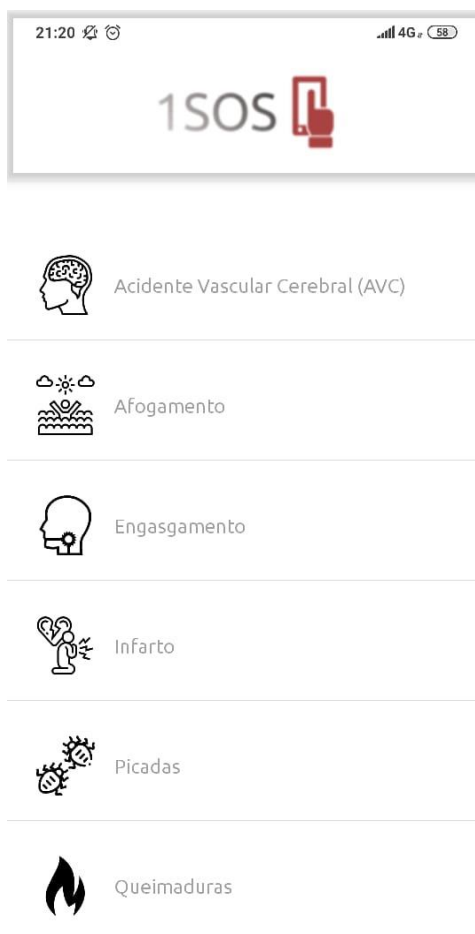 21:20 4G 58
1SOS
Acidente Vascular Cerebral (AVC)
Afogamento
Engasgamento
Infarto
Picadas
Queimaduras